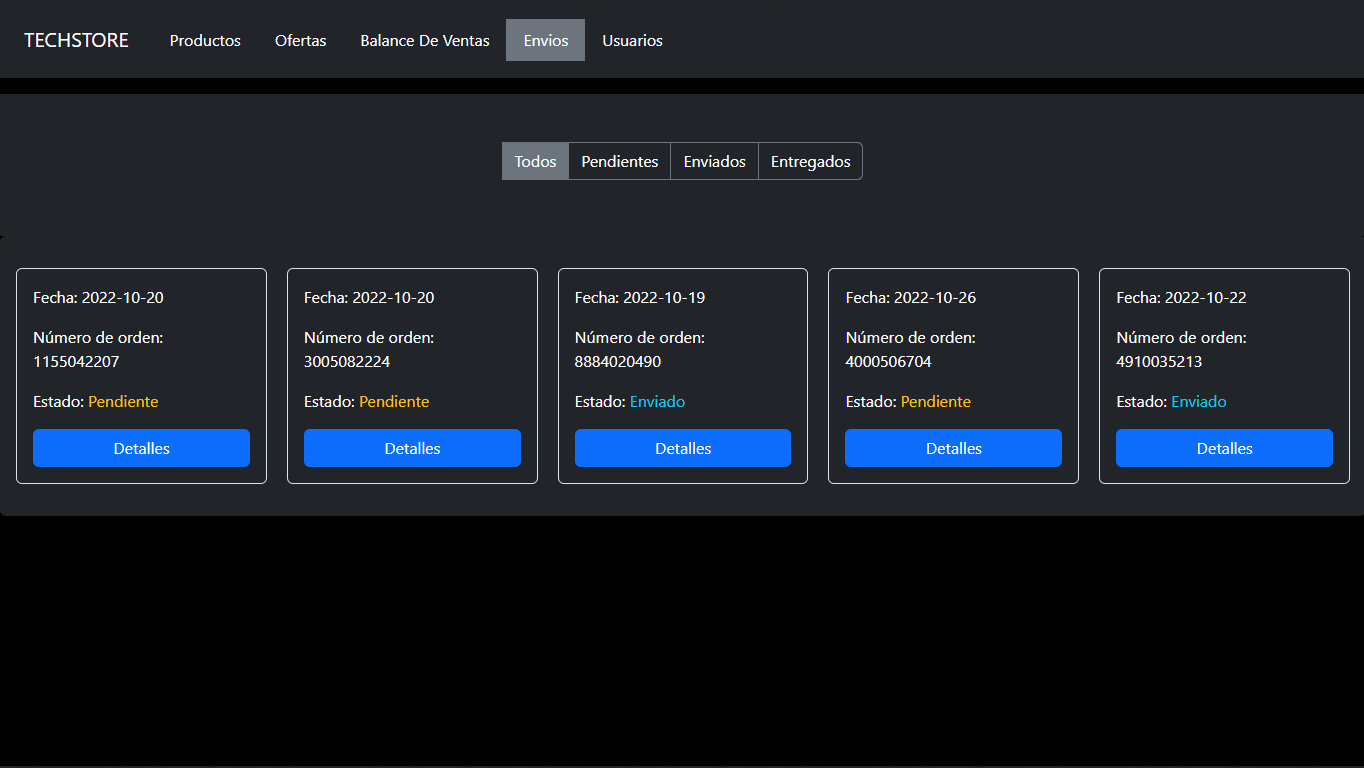 TECHSTORE Productos Ofertas Balance De Ventas Envios Usuarios
Todos Pendientes Enviados Entregados
Fecha: 2022-10-20
Número de orden:
1155042207
Estado: Pendiente
Detalles
Fecha: 2022-10-20
Número de orden:
3005082224
Estado: Pendiente
Detalles
Fecha: 2022-10-19
Número de orden:
8884020490
Estado: Enviado
Detalles
Fecha: 2022-10-26
Número de orden:
4000506704
Estado: Pendiente
Detalles
Fecha: 2022-10-22
Número de orden:
4910035213
Estado: Enviado
Detalles